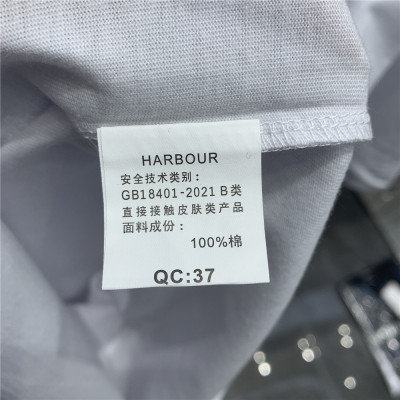 HARBOUR
安全技术类别：
GB18401-2021 B类
直接接触皮肤类产品
面料成份：
100%棉
QC:37